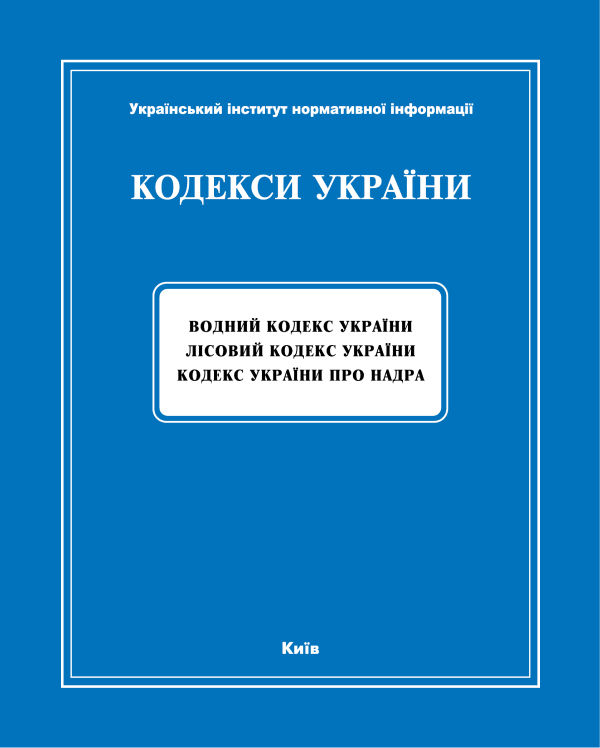 Український інститут нормативної інформації
КОДЕКСИ УКРАЇНИ
ВОДНИЙ КОДЕКС УКРАЇНИ
ЛІСОВИЙ КОДЕКС УКРАЇНИ
КОДЕКС УКРАЇНИ ПРО НАДРА
Київ